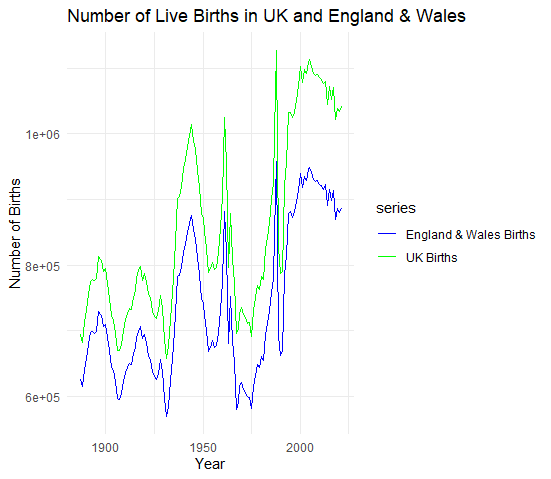 Number of Live Births in UK and England & Wales
Number of Births
1e+06
8e+05
6e+05
1900
1950
2000
Year
series
England & Wales Births
UK Births